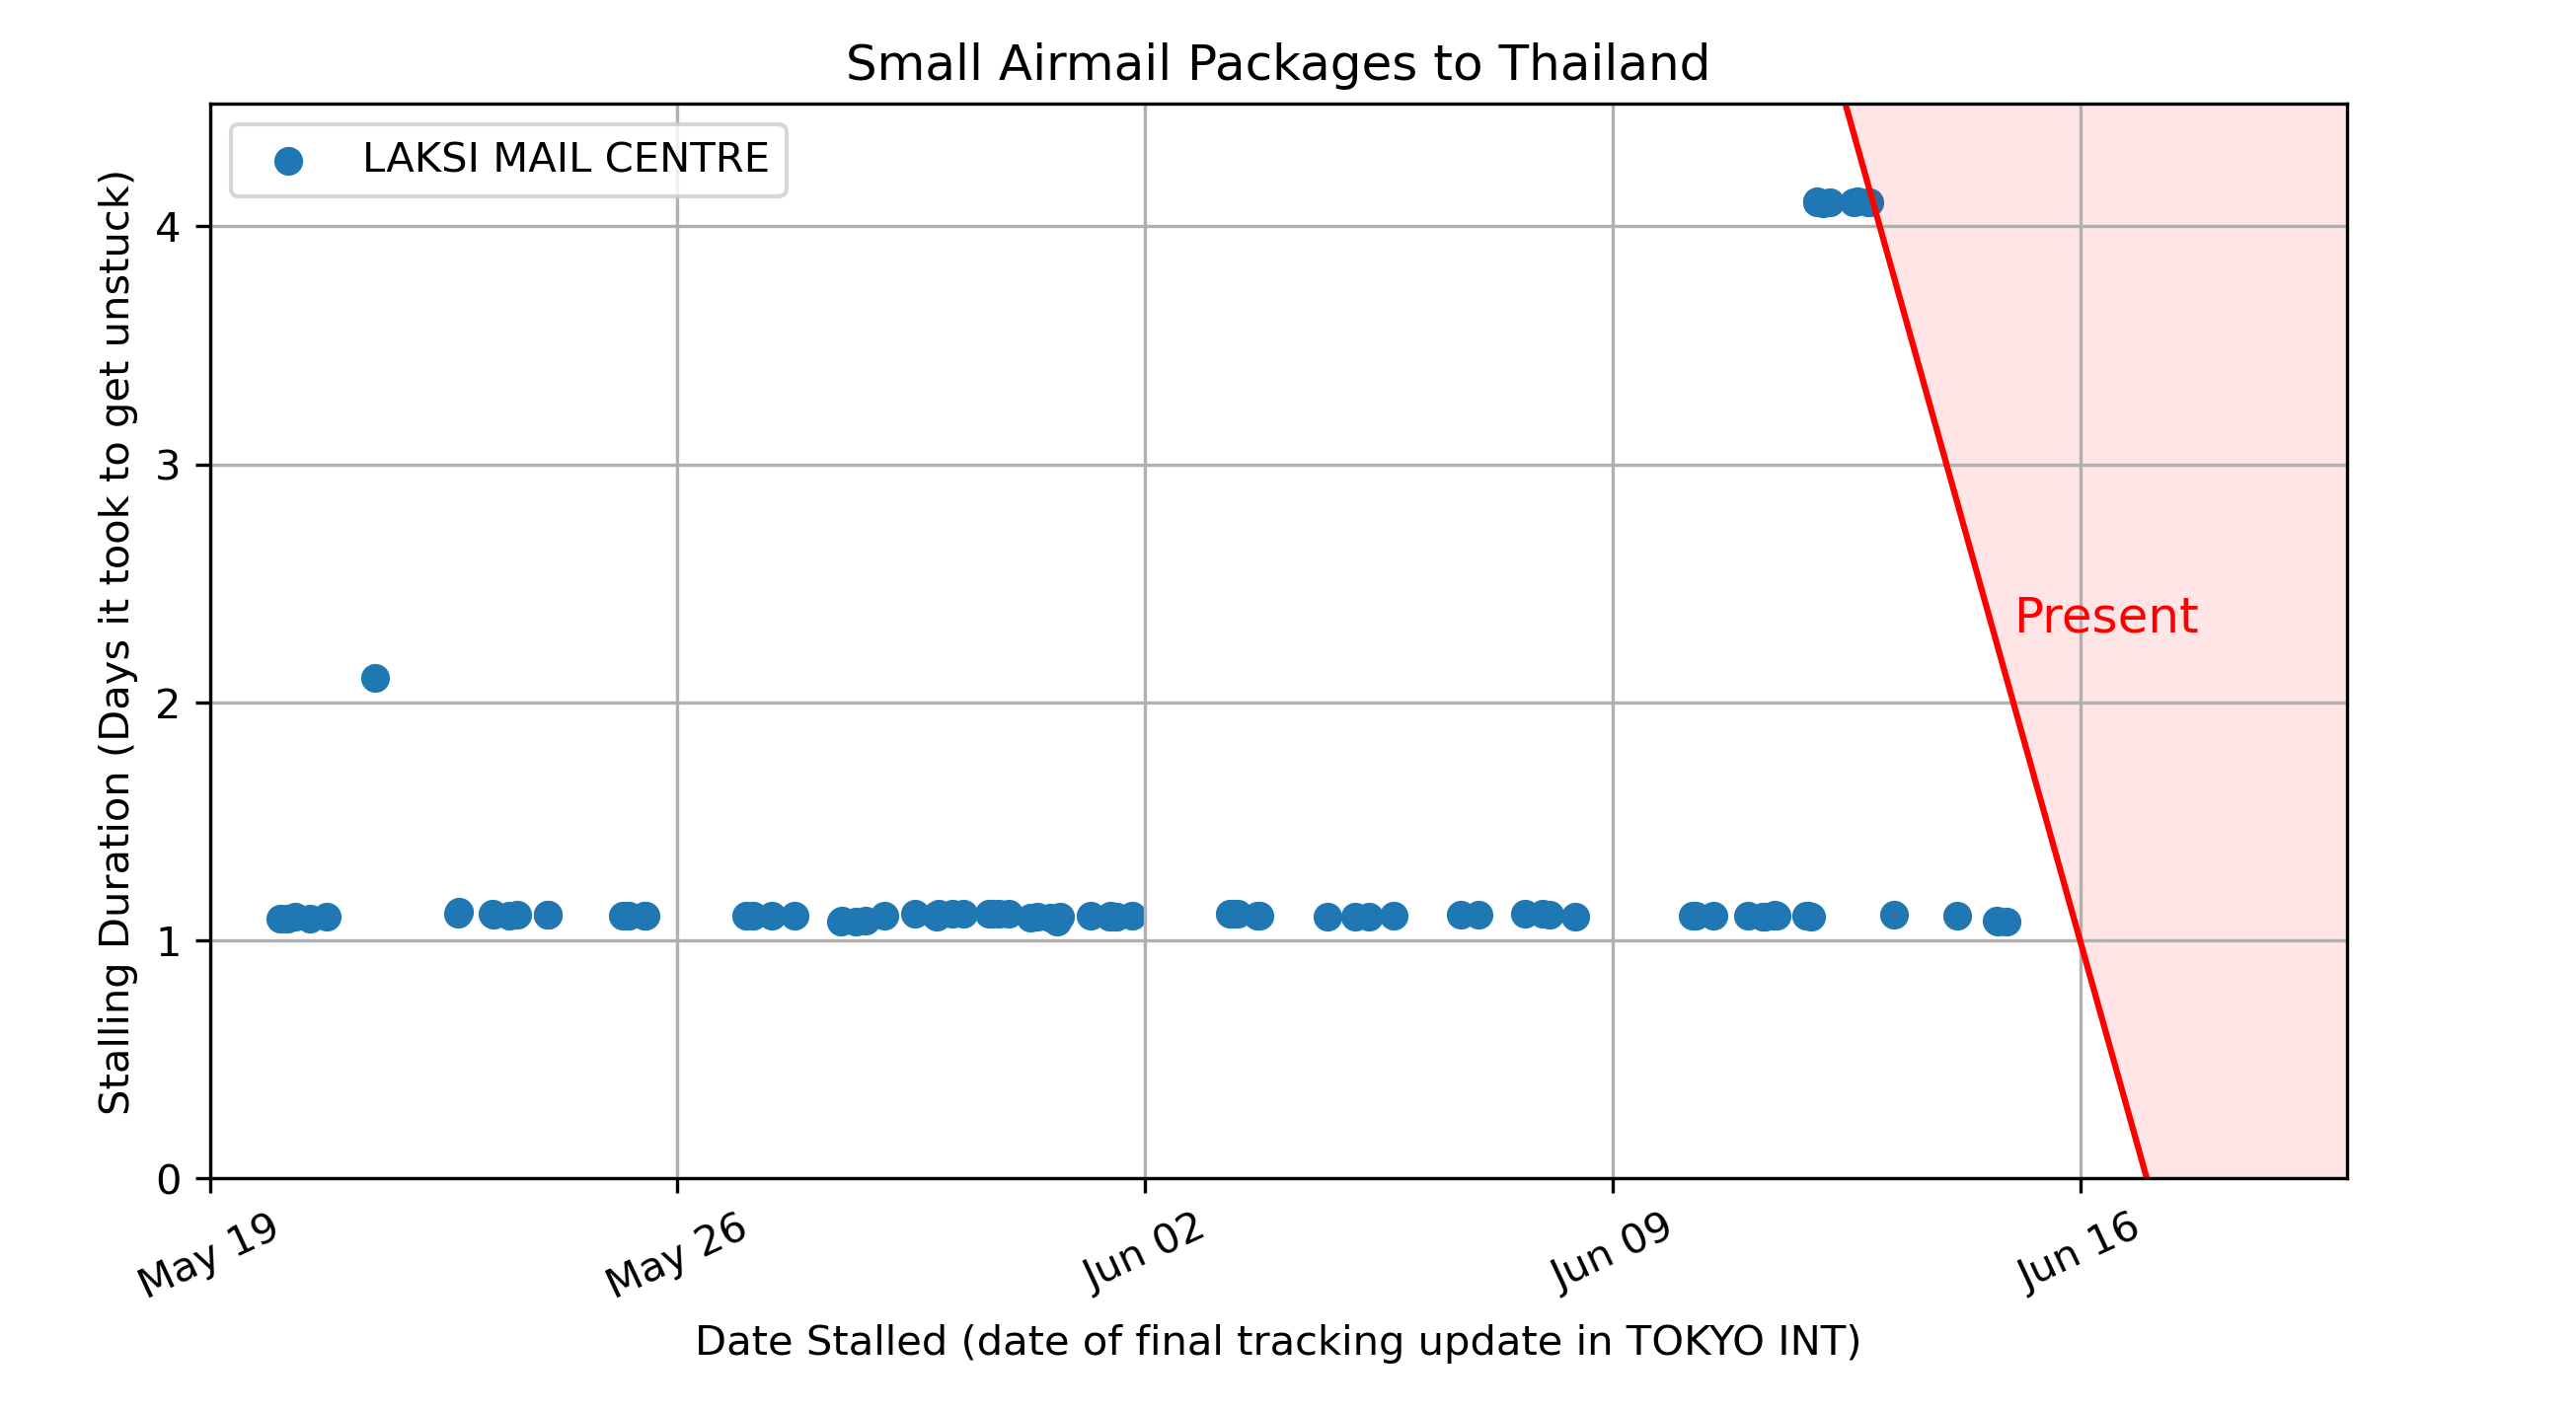 Small Airmail Packages to Thailand
LAKSI MAIL CENTRE
Stalling Duration (Days it took to get unstuck)
4
3
2
1
0
Present
May 19
May 26
Jun 02
Jun 09
Jun 16
Date Stalled (date of final tracking update in TOKYO INT)